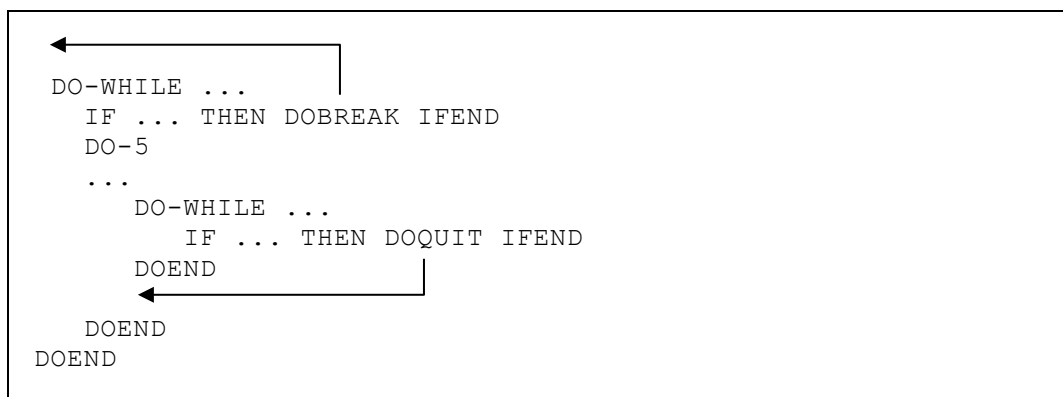 DO-WHILE ...
IF ... THEN DOBREAK IFEND
DO-5
...
DO-WHILE ...
IF ... THEN DOQUIT IFEND
DOEND
DOEND
DOEND